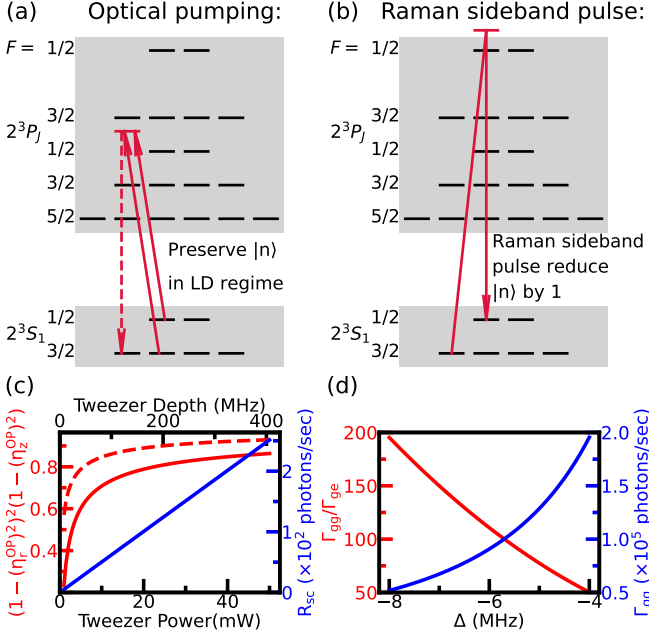 (a) Optical pumping:
F = 1/2
3/2
2³P_J
1/2
3/2
5/2
Preserve |n⟩
in LD regime
1/2
2³S₁
3/2
(b) Raman sideband pulse:
F = 1/2
3/2
2³P_J
1/2
3/2
5/2
Raman sideband
pulse reduce
|n⟩ by 1
1/2
2³S₁
3/2
(c)
Tweezer Depth (MHz)
0 200 400
(1 − (η_r^OP)²)²(1 − (η_z^OP)²)
0.8
0.6
0.4
0 20 40
Tweezer Power(mW)
2
1
0
R_sc (×10² photons/sec)
(d)
Γ_gg/Γ_ge
200
150
100
50
−8 −6 −4
Δ (MHz)
2.0
1.5
1.0
0.5
Γ_gg (×10⁵ photons/sec)